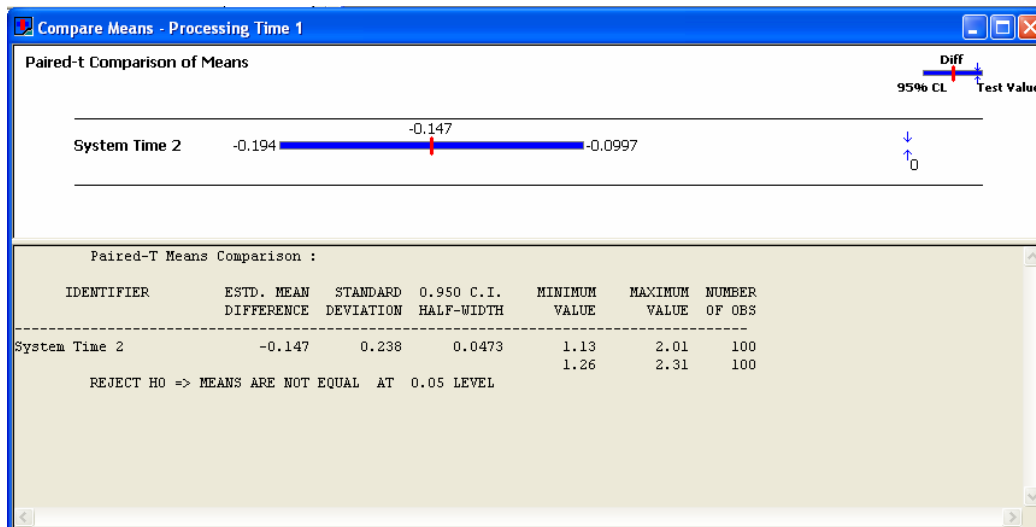 Compare Means - Processing Time 1
Paired-t Comparison of Means
Diff
95% CL Test Value
-0.147
System Time 2 -0.194 -0.0997
0
Paired-T Means Comparison :
IDENTIFIER ESTD. MEAN STANDARD 0.950 C.I. MINIMUM MAXIMUM NUMBER
DIFFERENCE DEVIATION HALF-WIDTH VALUE VALUE OF OBS
System Time 2 -0.147 0.238 0.0473 1.13 2.01 100
1.26 2.31 100
REJECT H0 => MEANS ARE NOT EQUAL AT 0.05 LEVEL